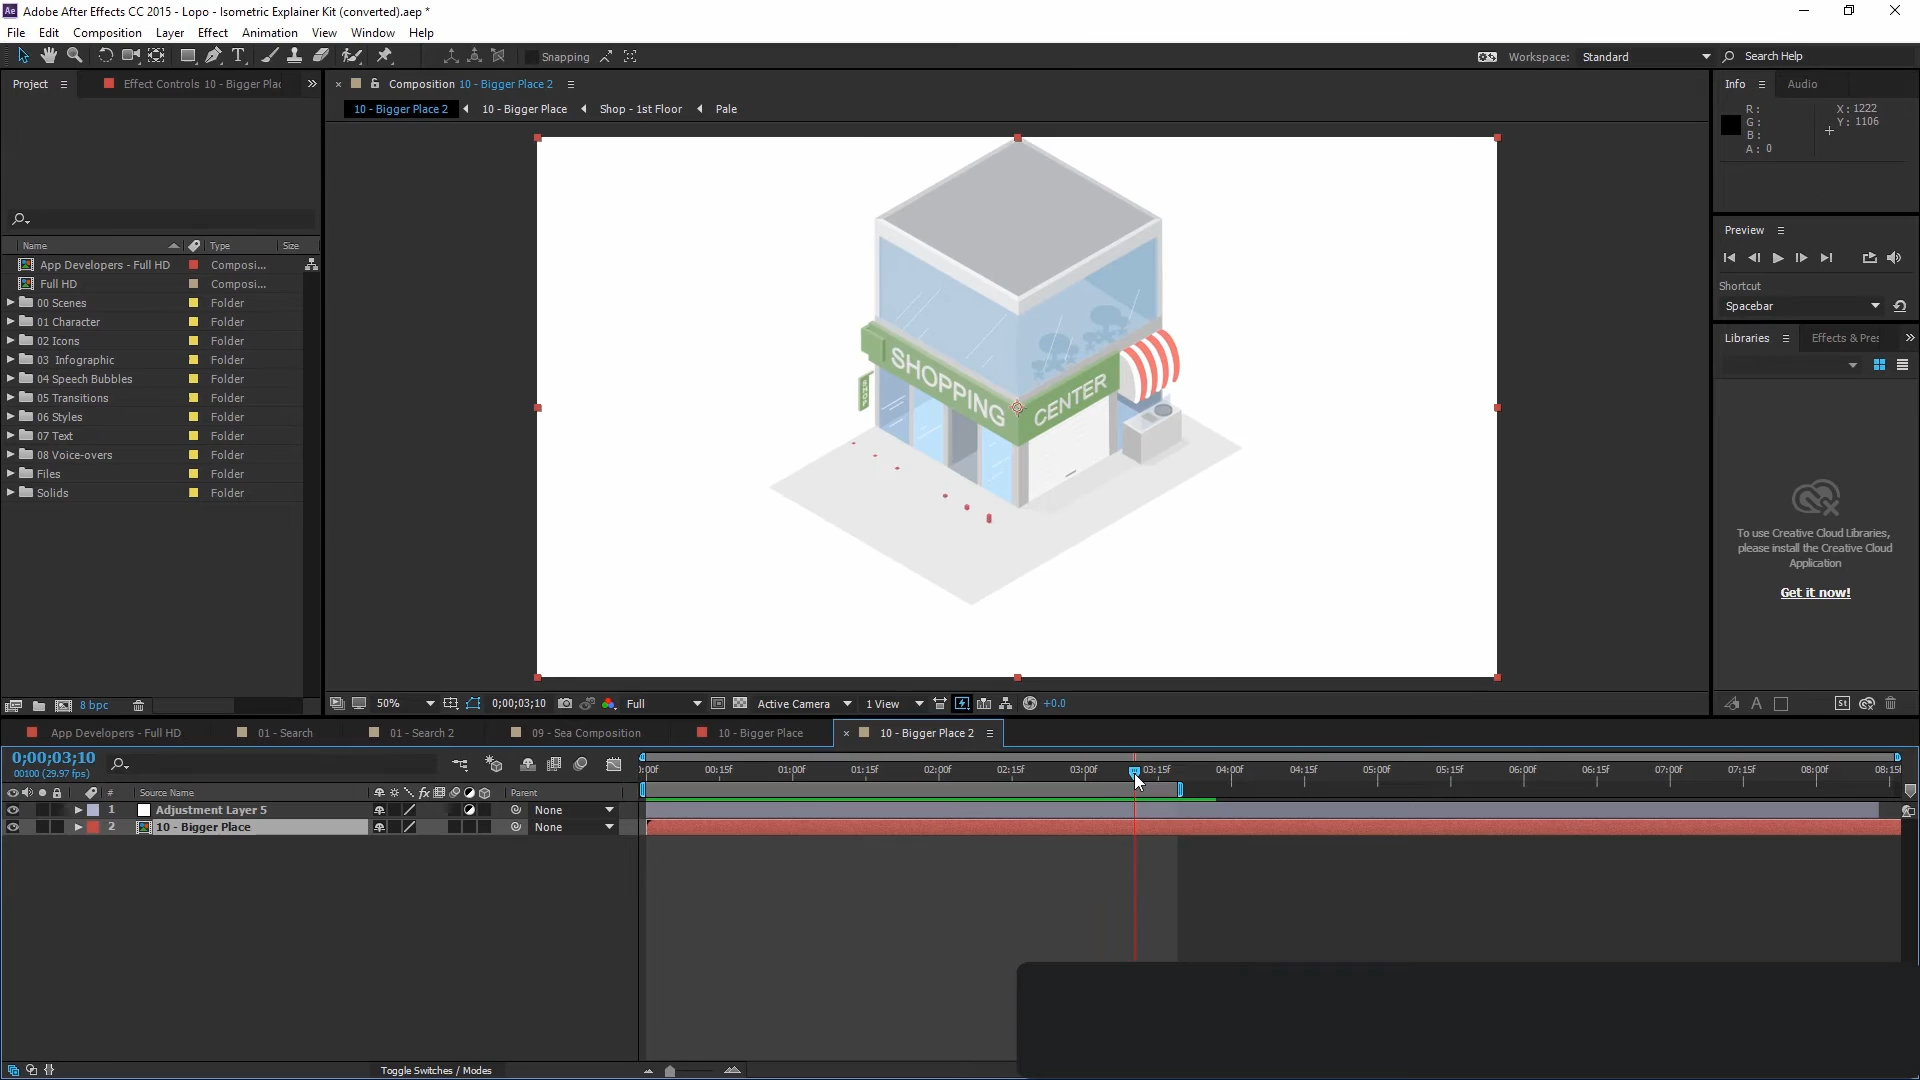 Adobe After Effects CC 2015 - Lopo - Isometric Explainer Kit (converted).aep *
File Edit Composition Layer Effect Animation View Window Help
Snapping
Workspace: Standard
Search Help
Project
Effect Controls 10 - Bigger Plac
Composition 10 - Bigger Place 2
Info
Audio
10 - Bigger Place 2
10 - Bigger Place
Shop - 1st Floor
Pale
R:
G:
B:
A: 0
X: 1222
Y: 1106
Name Type Size
App Developers - Full HD Composi...
Full HD Composi...
00 Scenes Folder
01 Character Folder
02 Icons Folder
03 Infographic Folder
04 Speech Bubbles Folder
05 Transitions Folder
06 Styles Folder
07 Text Folder
08 Voice-overs Folder
Files Folder
Solids Folder
SHOPPING
CENTER
SHOP
Preview
Shortcut
Spacebar
Libraries
Effects & Pres
To use Creative Cloud Libraries,
please install the Creative Cloud
Application
Get it now!
St
8 bpc
50%
0;00;03;10
Full
Active Camera
1 View
+0.0
App Developers - Full HD
01 - Search
01 - Search 2
09 - Sea Composition
10 - Bigger Place
10 - Bigger Place 2
0;00;03;10
00100 (29.97 fps)
:00f 00:15f 01:00f 01:15f 02:00f 02:15f 03:00f 03:15f 04:00f 04:15f 05:00f 05:15f 06:00f 06:15f 07:00f 07:15f 08:00f 08:15
# Source Name Parent
1 Adjustment Layer 5 None
2 10 - Bigger Place None
Toggle Switches / Modes